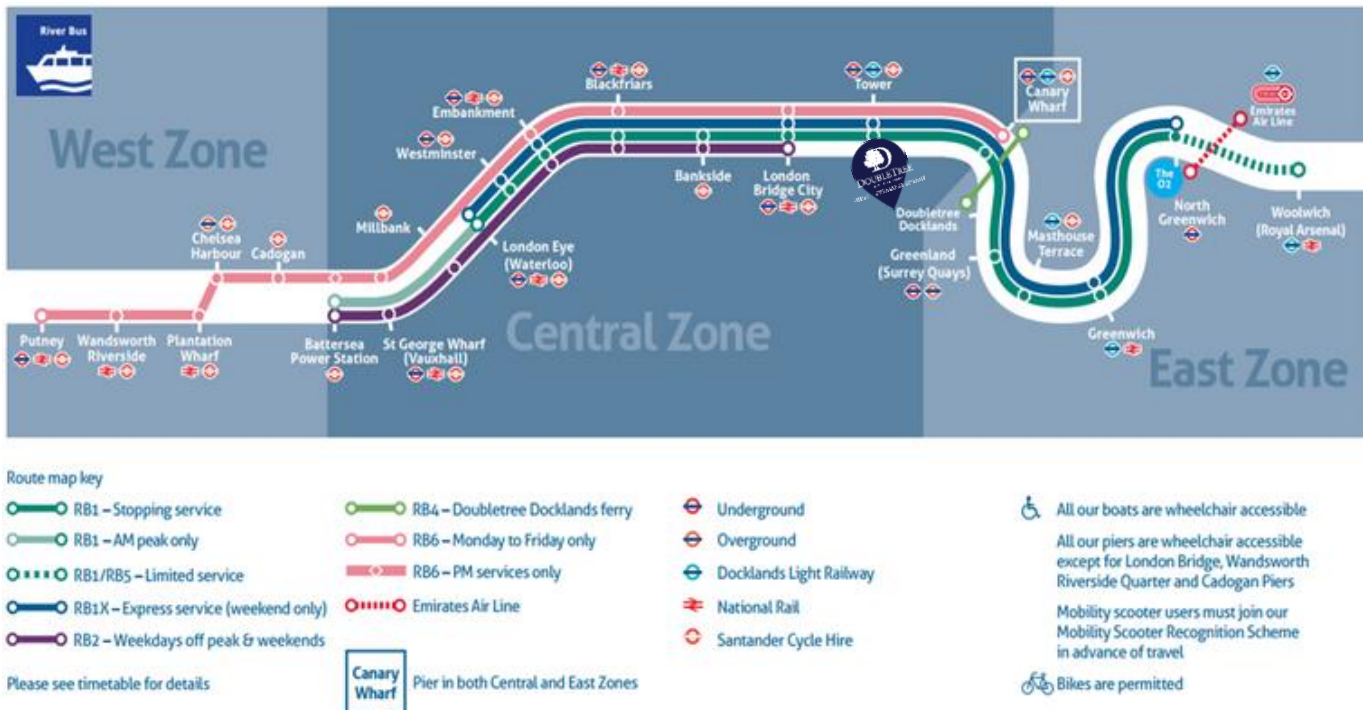 River Bus
West Zone
Central Zone
East Zone
Putney
Wandsworth
Riverside
Plantation
Wharf
Chelsea
Harbour
Cadogan
Battersea
Power Station
St George Wharf
(Vauxhall)
Millbank
Westminster
Embankment
London Eye
(Waterloo)
Blackfriars
Bankside
London
Bridge City
Tower
DOUBLETREE
Doubletree
Docklands
Canary
Wharf
Greenland
(Surrey Quays)
Masthouse
Terrace
Greenwich
The
O2
North
Greenwich
Emirates
Air Line
Woolwich
(Royal Arsenal)
Route map key
RB1 – Stopping service
RB1 – AM peak only
RB1/RB5 – Limited service
RB1X – Express service (weekend only)
RB2 – Weekdays off peak & weekends
Please see timetable for details
RB4 – Doubletree Docklands ferry
RB6 – Monday to Friday only
RB6 – PM services only
Emirates Air Line
Canary
Wharf
Pier in both Central and East Zones
Underground
Overground
Docklands Light Railway
National Rail
Santander Cycle Hire
All our boats are wheelchair accessible
All our piers are wheelchair accessible
except for London Bridge, Wandsworth
Riverside Quarter and Cadogan Piers
Mobility scooter users must join our
Mobility Scooter Recognition Scheme
in advance of travel
Bikes are permitted